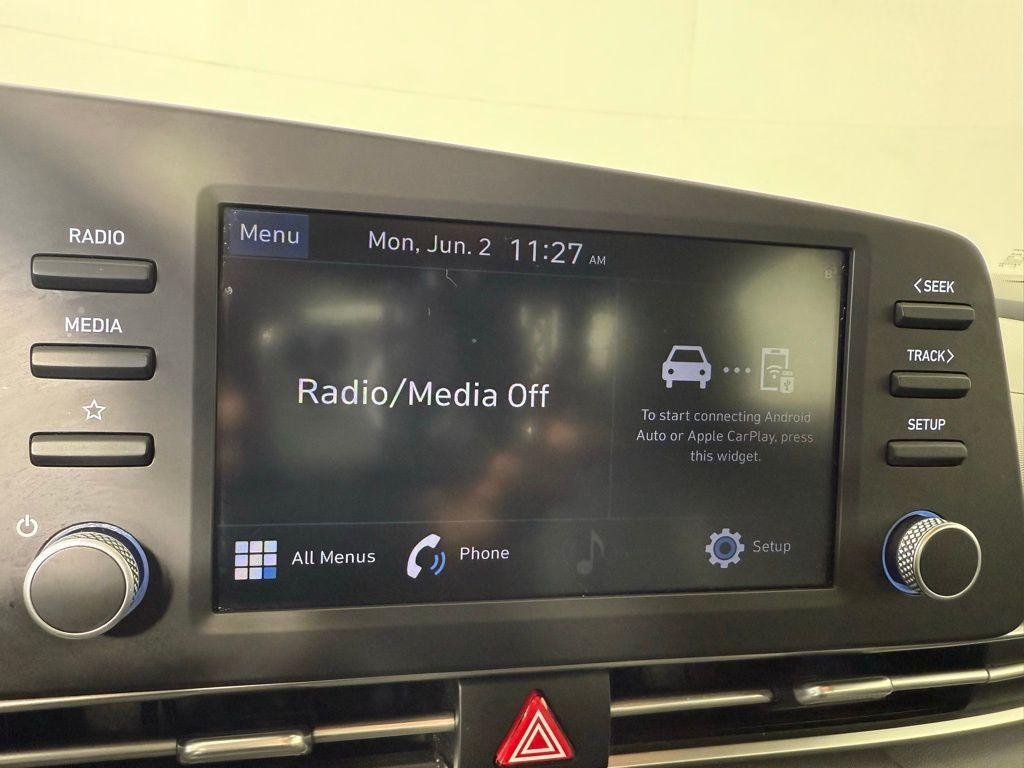 RADIO
MEDIA
Menu
Mon, Jun. 2 11:27 AM
Radio/Media Off
To start connecting Android
Auto or Apple CarPlay, press
this widget.
All Menus
Phone
Setup
<SEEK
TRACK>
SETUP